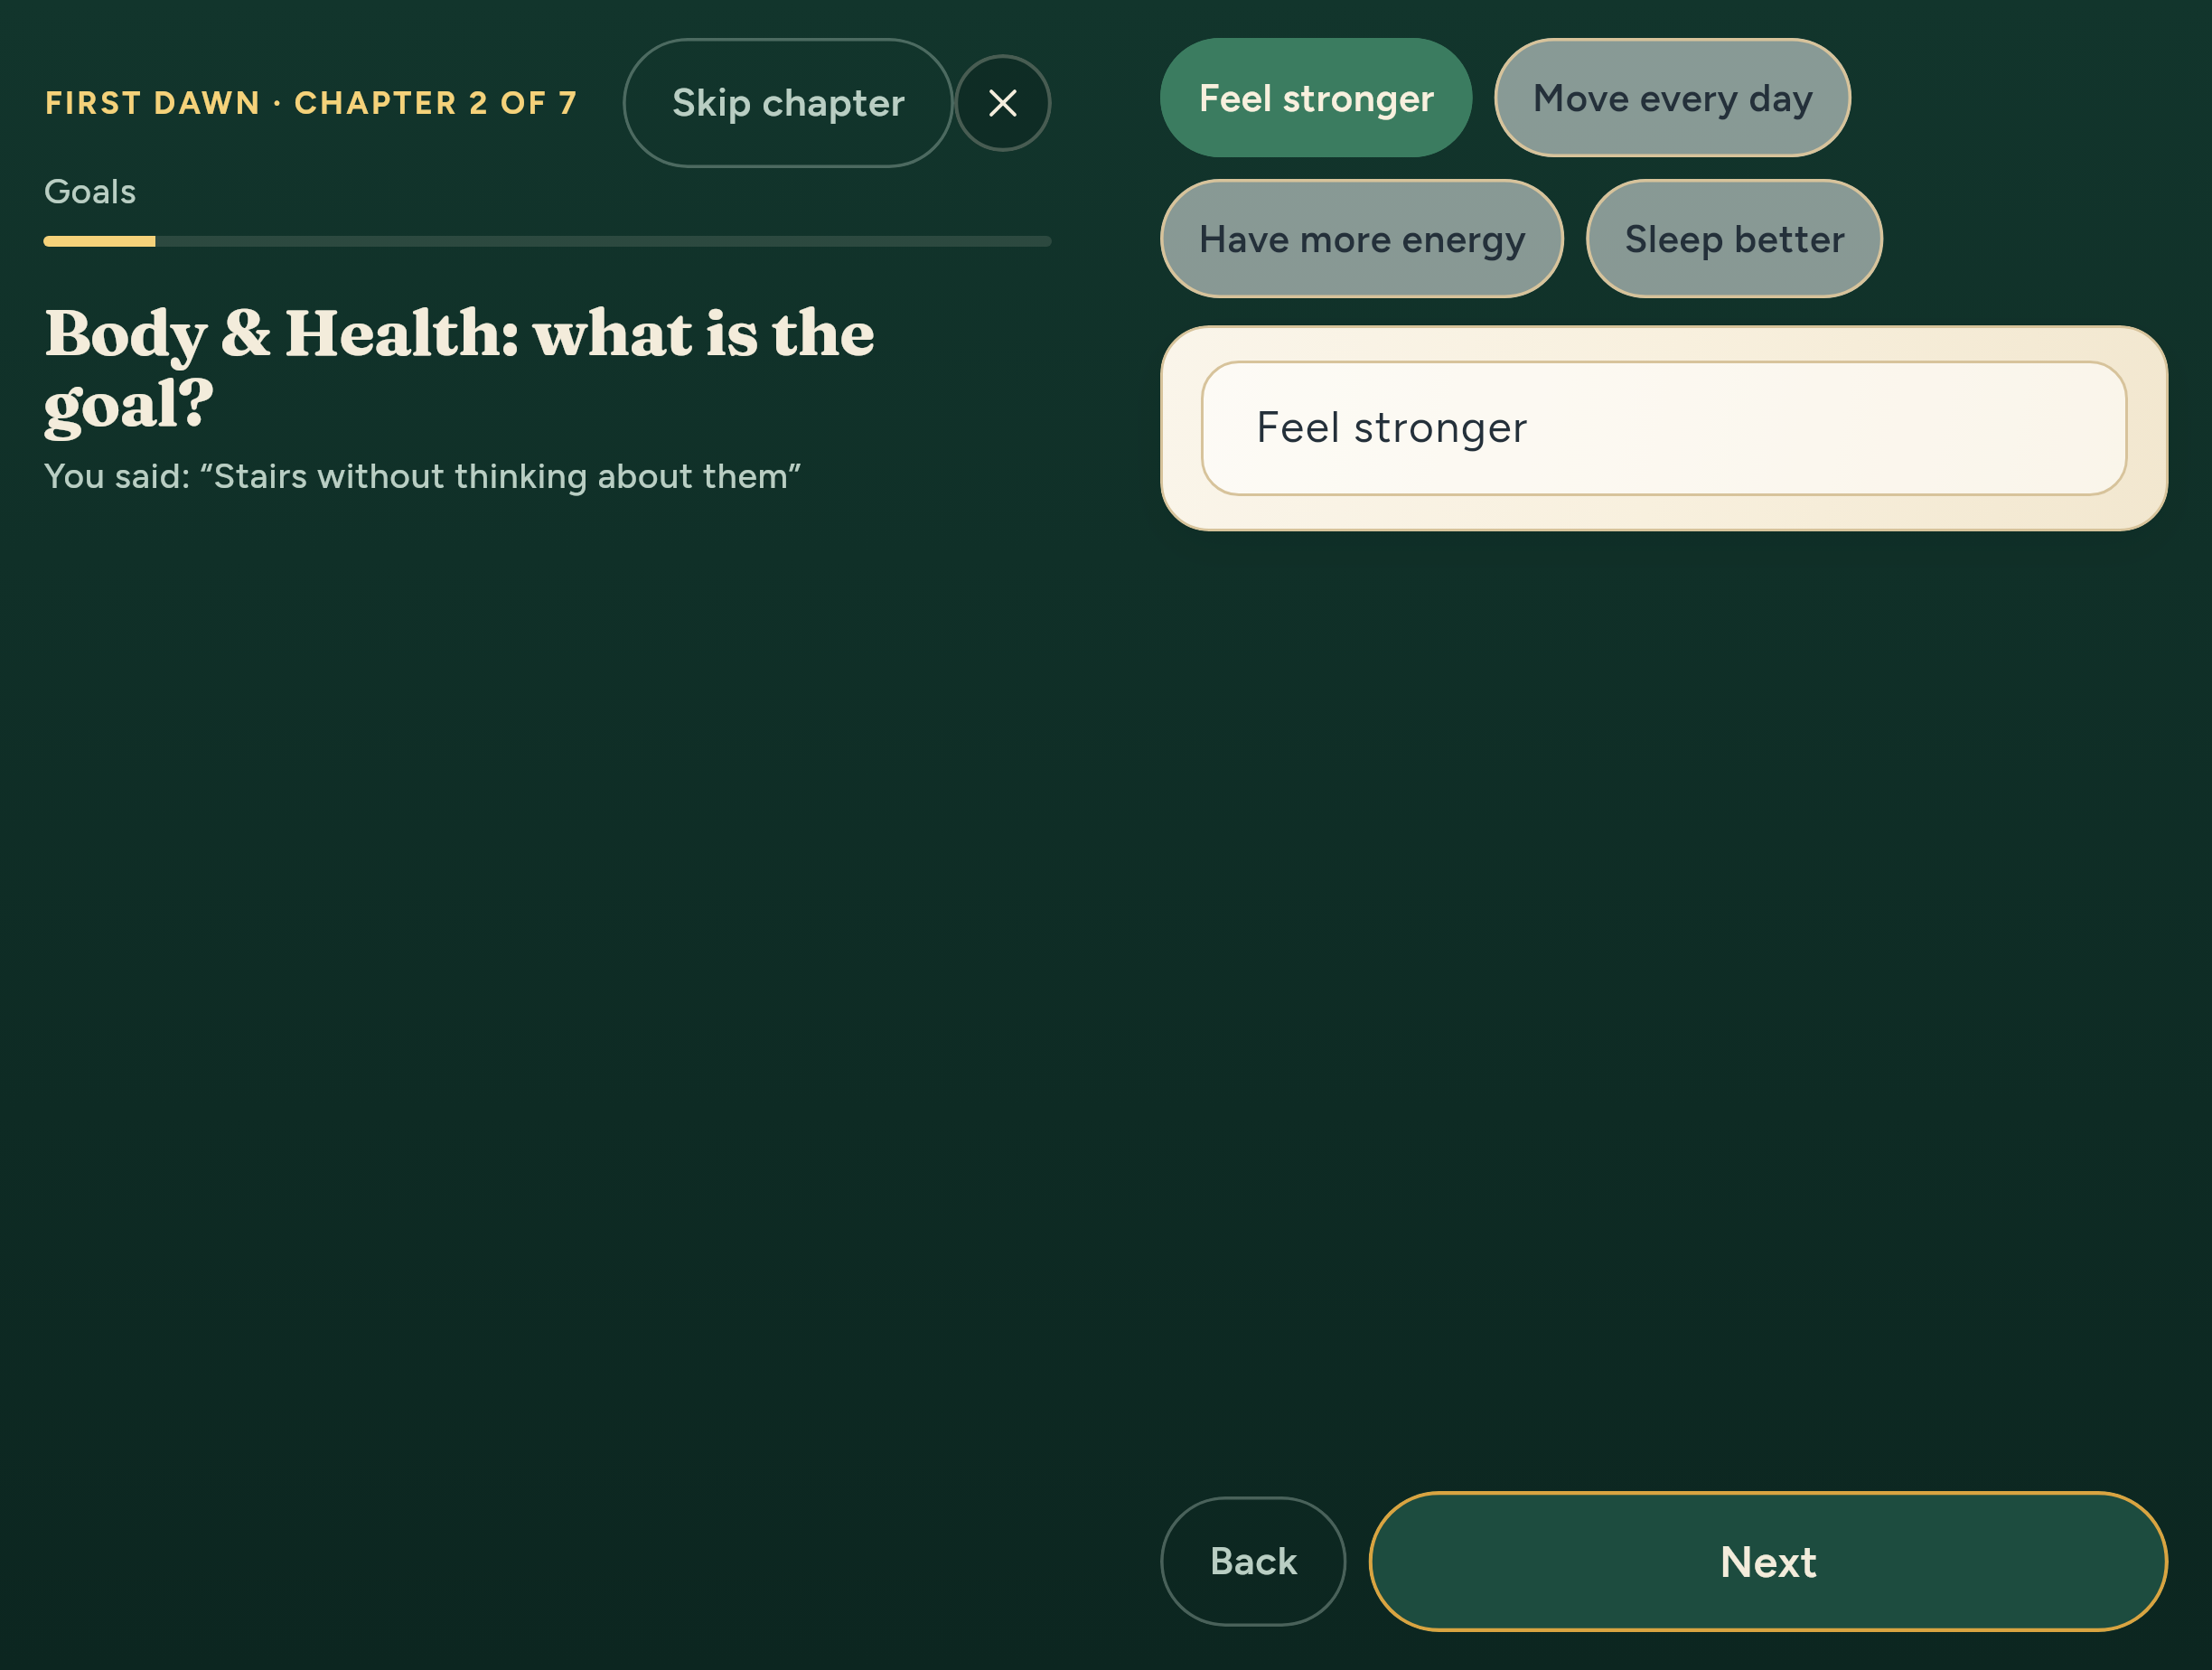 FIRST DAWN · CHAPTER 2 OF 7
Skip chapter
Goals
Body & Health: what is the
goal?
You said: “Stairs without thinking about them”
Feel stronger
Move every day
Have more energy
Sleep better
Feel stronger
Back
Next